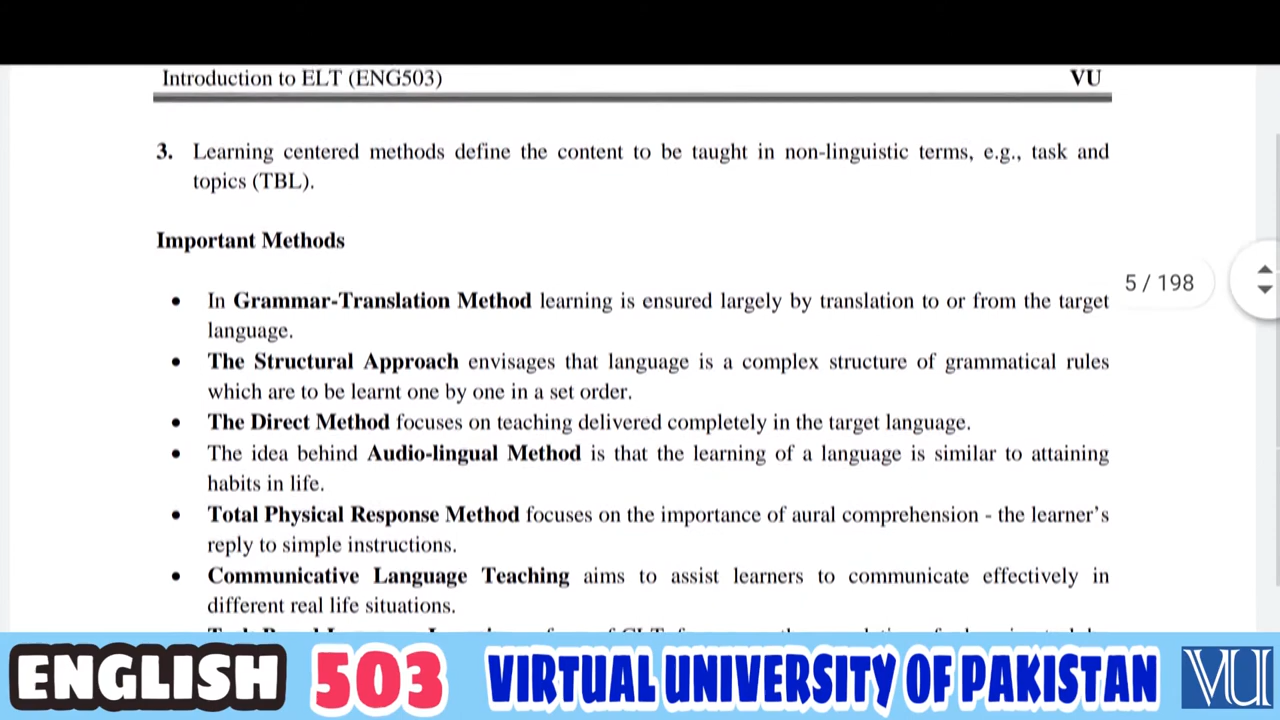 Introduction to ELT (ENG503) VU
3. Learning centered methods define the content to be taught in non-linguistic terms, e.g., task and
topics (TBL).
Important Methods
5 / 198
• In Grammar-Translation Method learning is ensured largely by translation to or from the target
language.
• The Structural Approach envisages that language is a complex structure of grammatical rules
which are to be learnt one by one in a set order.
• The Direct Method focuses on teaching delivered completely in the target language.
• The idea behind Audio-lingual Method is that the learning of a language is similar to attaining
habits in life.
• Total Physical Response Method focuses on the importance of aural comprehension - the learner's
reply to simple instructions.
• Communicative Language Teaching aims to assist learners to communicate effectively in
different real life situations.
ENGLISH 503 VIRTUAL UNIVERSITY OF PAKISTAN VU